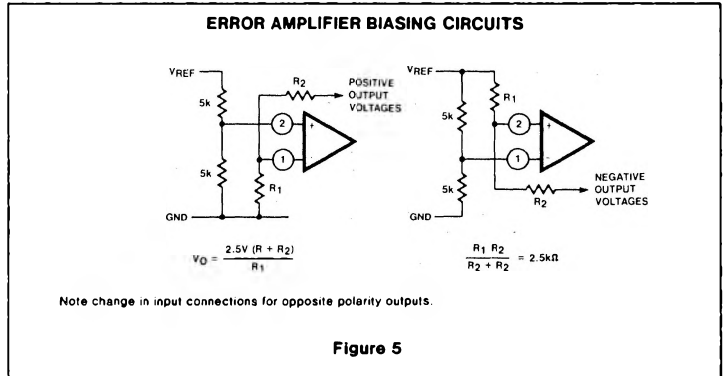 ERROR AMPLIFIER BIASING CIRCUITS
VREF
5k
5k
GND
R2
POSITIVE
OUTPUT
VOLTAGES
2
1
+
-
R1
VO = 2.5V (R + R2) / R1
VREF
5k
5k
GND
R1
2
1
+
-
R2
NEGATIVE
OUTPUT
VOLTAGES
R1 R2 / R2 + R2 = 2.5kΩ
Note change in input connections for opposite polarity outputs.
Figure 5